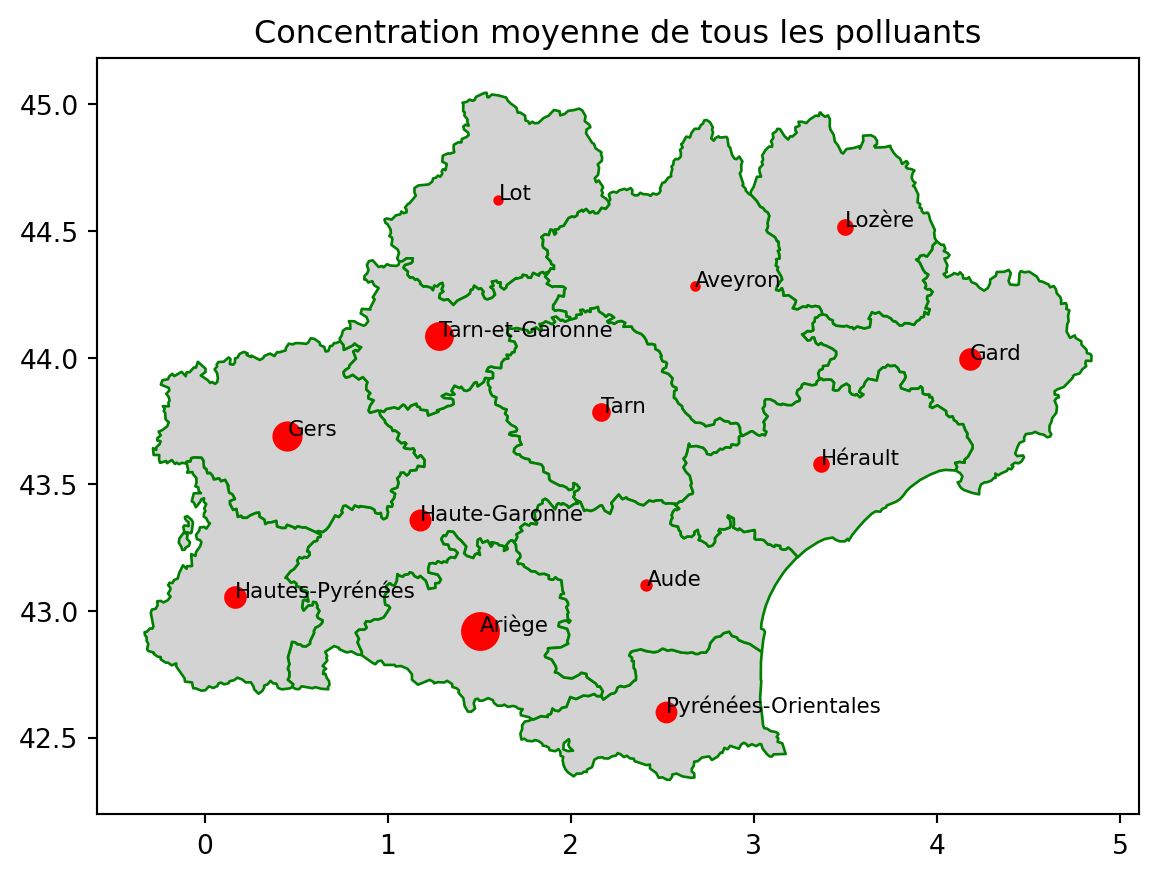 Concentration moyenne de tous les polluants
45.0
44.5
44.0
43.5
43.0
42.5
Lot
Lozère
Aveyron
Tarn-et-Garonne
Gard
Tarn
Gers
Hérault
Haute-Garonne
Aude
Hautes-Pyrénées
Ariège
Pyrénées-Orientales
0
1
2
3
4
5